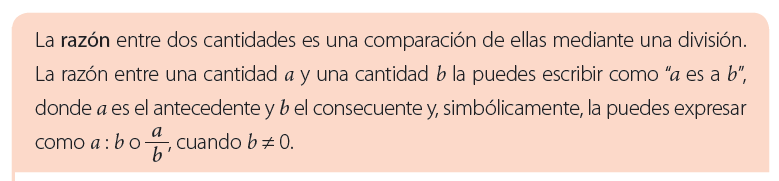 La razón entre dos cantidades es una comparación de ellas mediante una división.
La razón entre una cantidad a y una cantidad b la puedes escribir como “a es a b”,
donde a es el antecedente y b el consecuente y, simbólicamente, la puedes expresar
como a : b o a/b, cuando b ≠ 0.